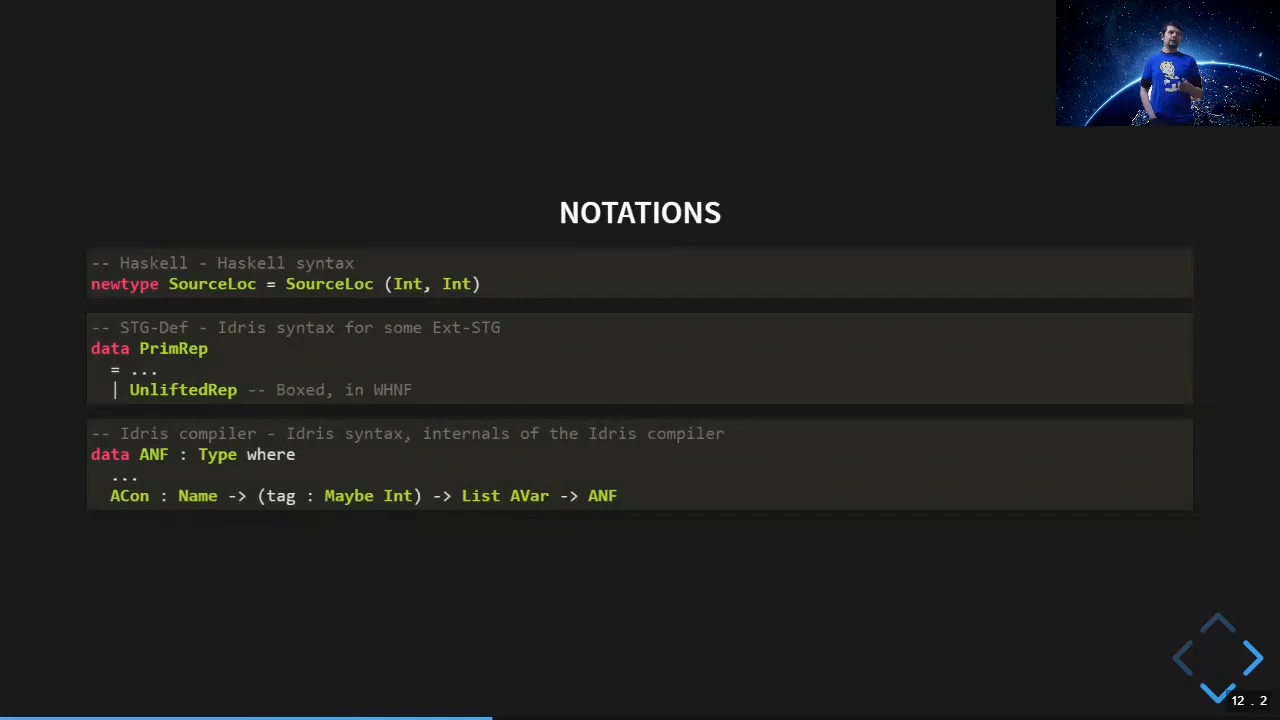 NOTATIONS
-- Haskell - Haskell syntax
newtype SourceLoc = SourceLoc (Int, Int)
-- STG-Def - Idris syntax for some Ext-STG
data PrimRep
= ...
| UnliftedRep -- Boxed, in WHNF
-- Idris compiler - Idris syntax, internals of the Idris compiler
data ANF : Type where
...
ACon : Name -> (tag : Maybe Int) -> List AVar -> ANF
12 . 2